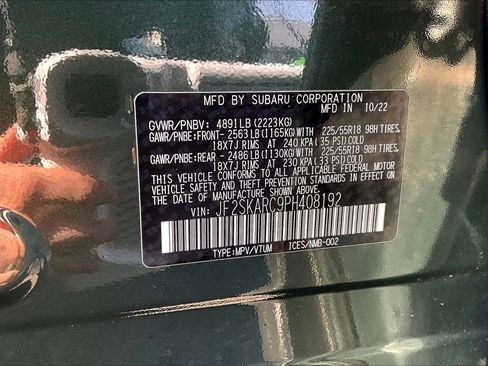 MFD BY SUBARU CORPORATION
GVWR/PNBV: 4891LB (2223KG) MFD IN 10/22
GAWR/PNBE:FRONT- 2563LB(1165KG)WITH 225/55R18 98H TIRES,
18X7J RIMS AT 240 KPA( 35 PSI)COLD
GAWR/PNBE:REAR - 2486LB(1130KG)WITH 225/55R18 98H TIRES,
18X7J RIMS AT 230 KPA( 33 PSI)COLD
THIS VEHICLE CONFORMS TO ALL APPLICABLE FEDERAL MOTOR
VEHICLE SAFETY AND THEFT PREVENTION STANDARDS IN
EFFECT ON THE DATE OF MANUFACTURE SHOWN ABOVE.
VIN: JF2SKARC9PH408192
TYPE:MPV/VTUM ICES/NMB-002